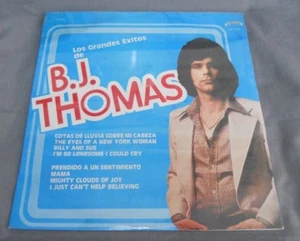 Los Grandes Exitos
de
B.J.
THOMAS
GOTAS DE LLUVIA SOBRE MI CABEZA
THE EYES OF A NEW YORK WOMAN
BILLY AND SUE
I'M SO LONESOME I COULD CRY
PRENDIDO A UN SENTIMIENTO
MAMA
MIGHTY CLOUDS OF JOY
I JUST CAN'T HELP BELIEVING